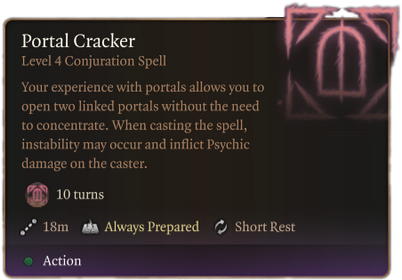 Portal Cracker
Level 4 Conjuration Spell
Your experience with portals allows you to
open two linked portals without the need
to concentrate. When casting the spell,
instability may occur and inflict Psychic
damage on the caster.
10 turns
18m Always Prepared Short Rest
Action